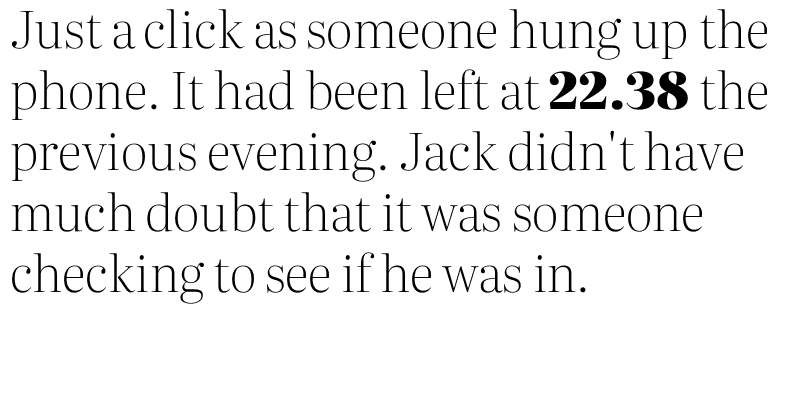 Just a click as someone hung up the
phone. It had been left at 22.38 the
previous evening. Jack didn't have
much doubt that it was someone
checking to see if he was in.